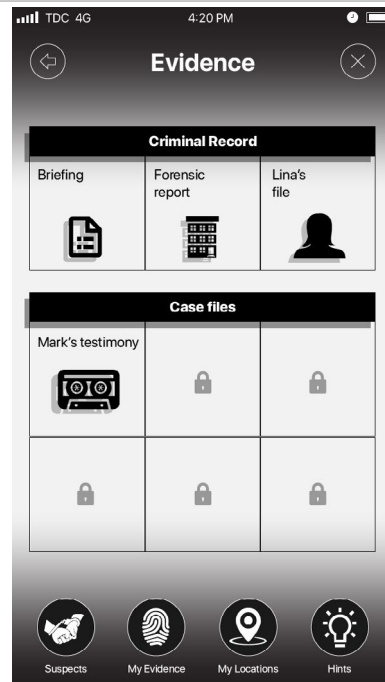 TDC 4G 4:20 PM
Evidence
Criminal Record
Briefing
Forensic
report
Lina's
file
Case files
Mark's testimony
Suspects
My Evidence
My Locations
Hints